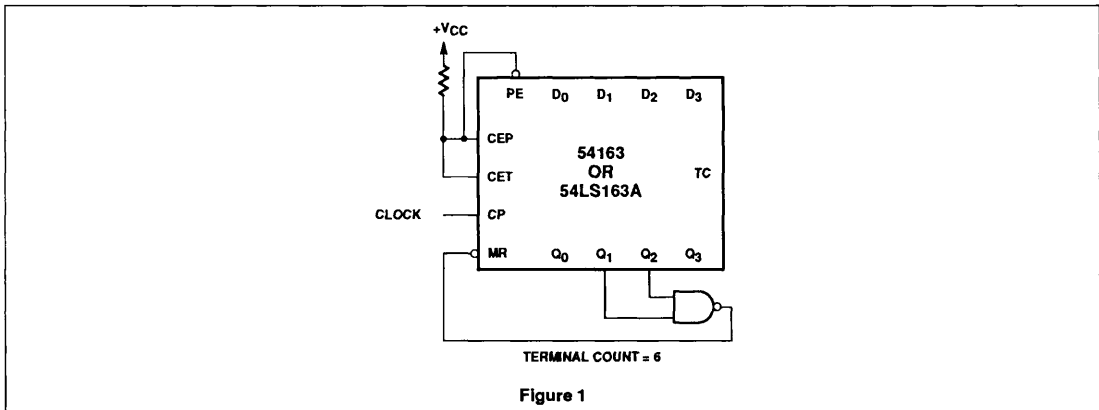 +VCC
PE D0 D1 D2 D3
CEP
54163
CET OR TC
54LS163A
CLOCK CP
MR Q0 Q1 Q2 Q3
TERMINAL COUNT = 6
Figure 1